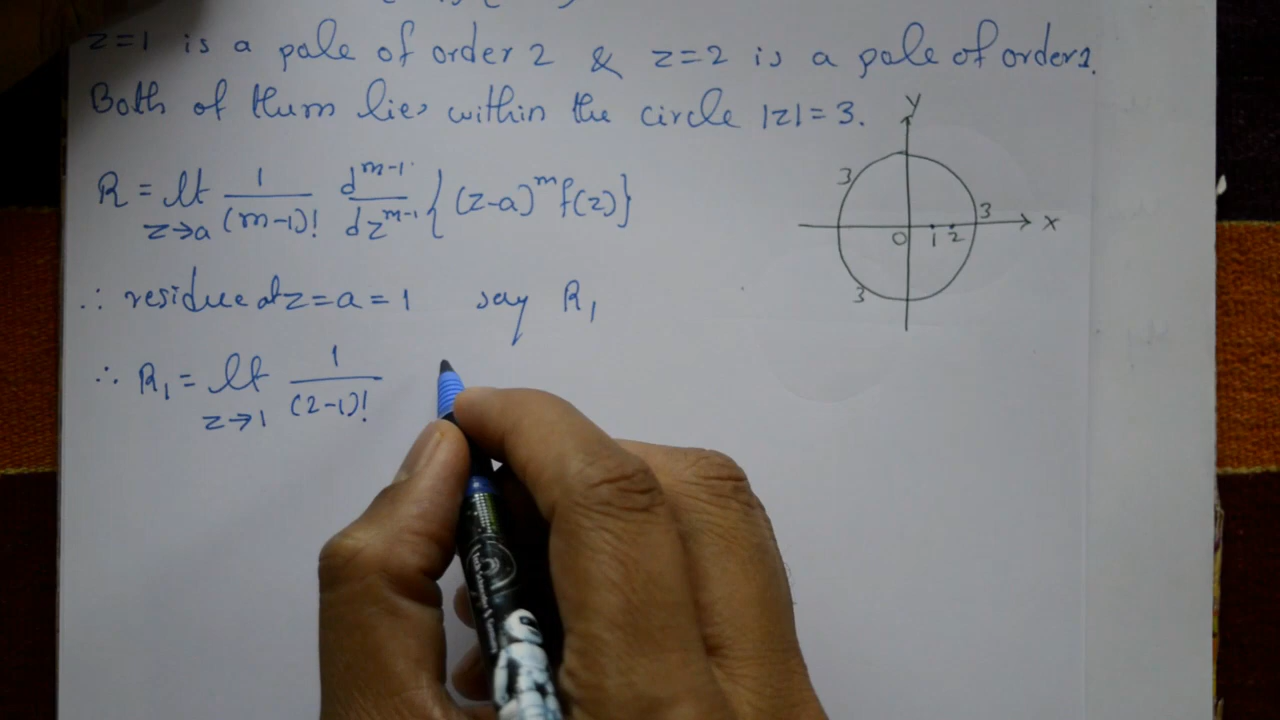 z=1 is a pole of order 2 & z=2 is a pole of order 1.
Both of them lies within the circle |z| = 3.
R = lt z→a 1/(m-1)! d^{m-1}/dz^{m-1} {(z-a)^m f(z)}
∴ residue at z = a = 1 say R₁
∴ R₁ = lt z→1 1/(2-1)!
y
3
3
0 1 2
x
3